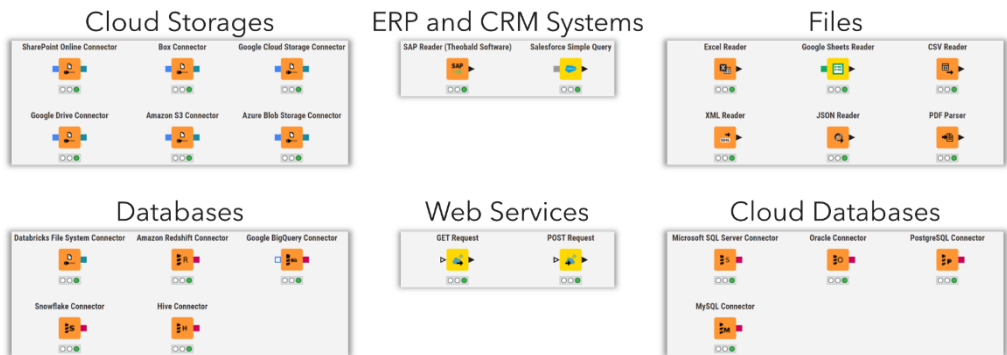 Cloud Storages
SharePoint Online Connector Box Connector Google Cloud Storage Connector
Google Drive Connector Amazon S3 Connector Azure Blob Storage Connector
ERP and CRM Systems
SAP Reader (Theobald Software) Salesforce Simple Query
SAP
Files
Excel Reader Google Sheets Reader CSV Reader
XML Reader JSON Reader PDF Parser
Databases
Databricks File System Connector Amazon Redshift Connector Google BigQuery Connector
R BQ
Snowflake Connector Hive Connector
S H
Web Services
GET Request POST Request
Cloud Databases
Microsoft SQL Server Connector Oracle Connector PostgreSQL Connector
S O P
MySQL Connector
M